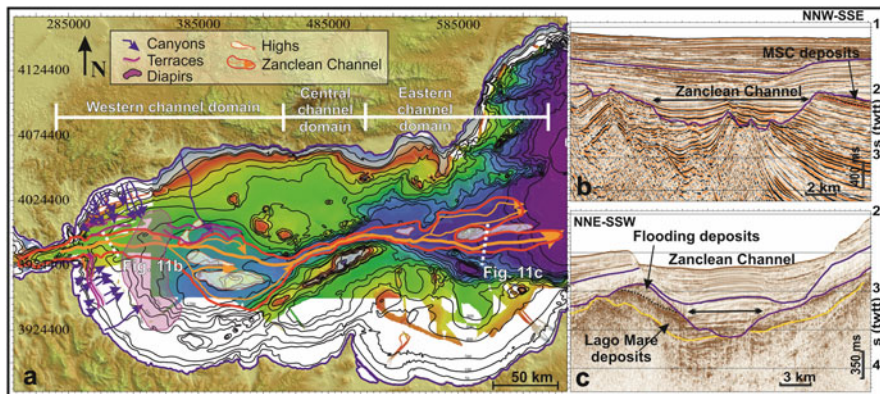 285000 385000 485000 585000
N
Canyons
Terraces
Diapirs
Highs
Zanclean Channel
4124400
4074400
4024400
3974400
3924400
Western channel domain
Central
channel
domain
Eastern
channel domain
Fig. 11b
Fig. 11c
a
50 km
NNW-SSE
MSC deposits
Zanclean Channel
1
2
3
s (twtt)
400 ms
b
2 km
NNE-SSW
Flooding deposits
Zanclean Channel
Lago Mare
deposits
2
3
4
s (twtt)
350 ms
c
3 km